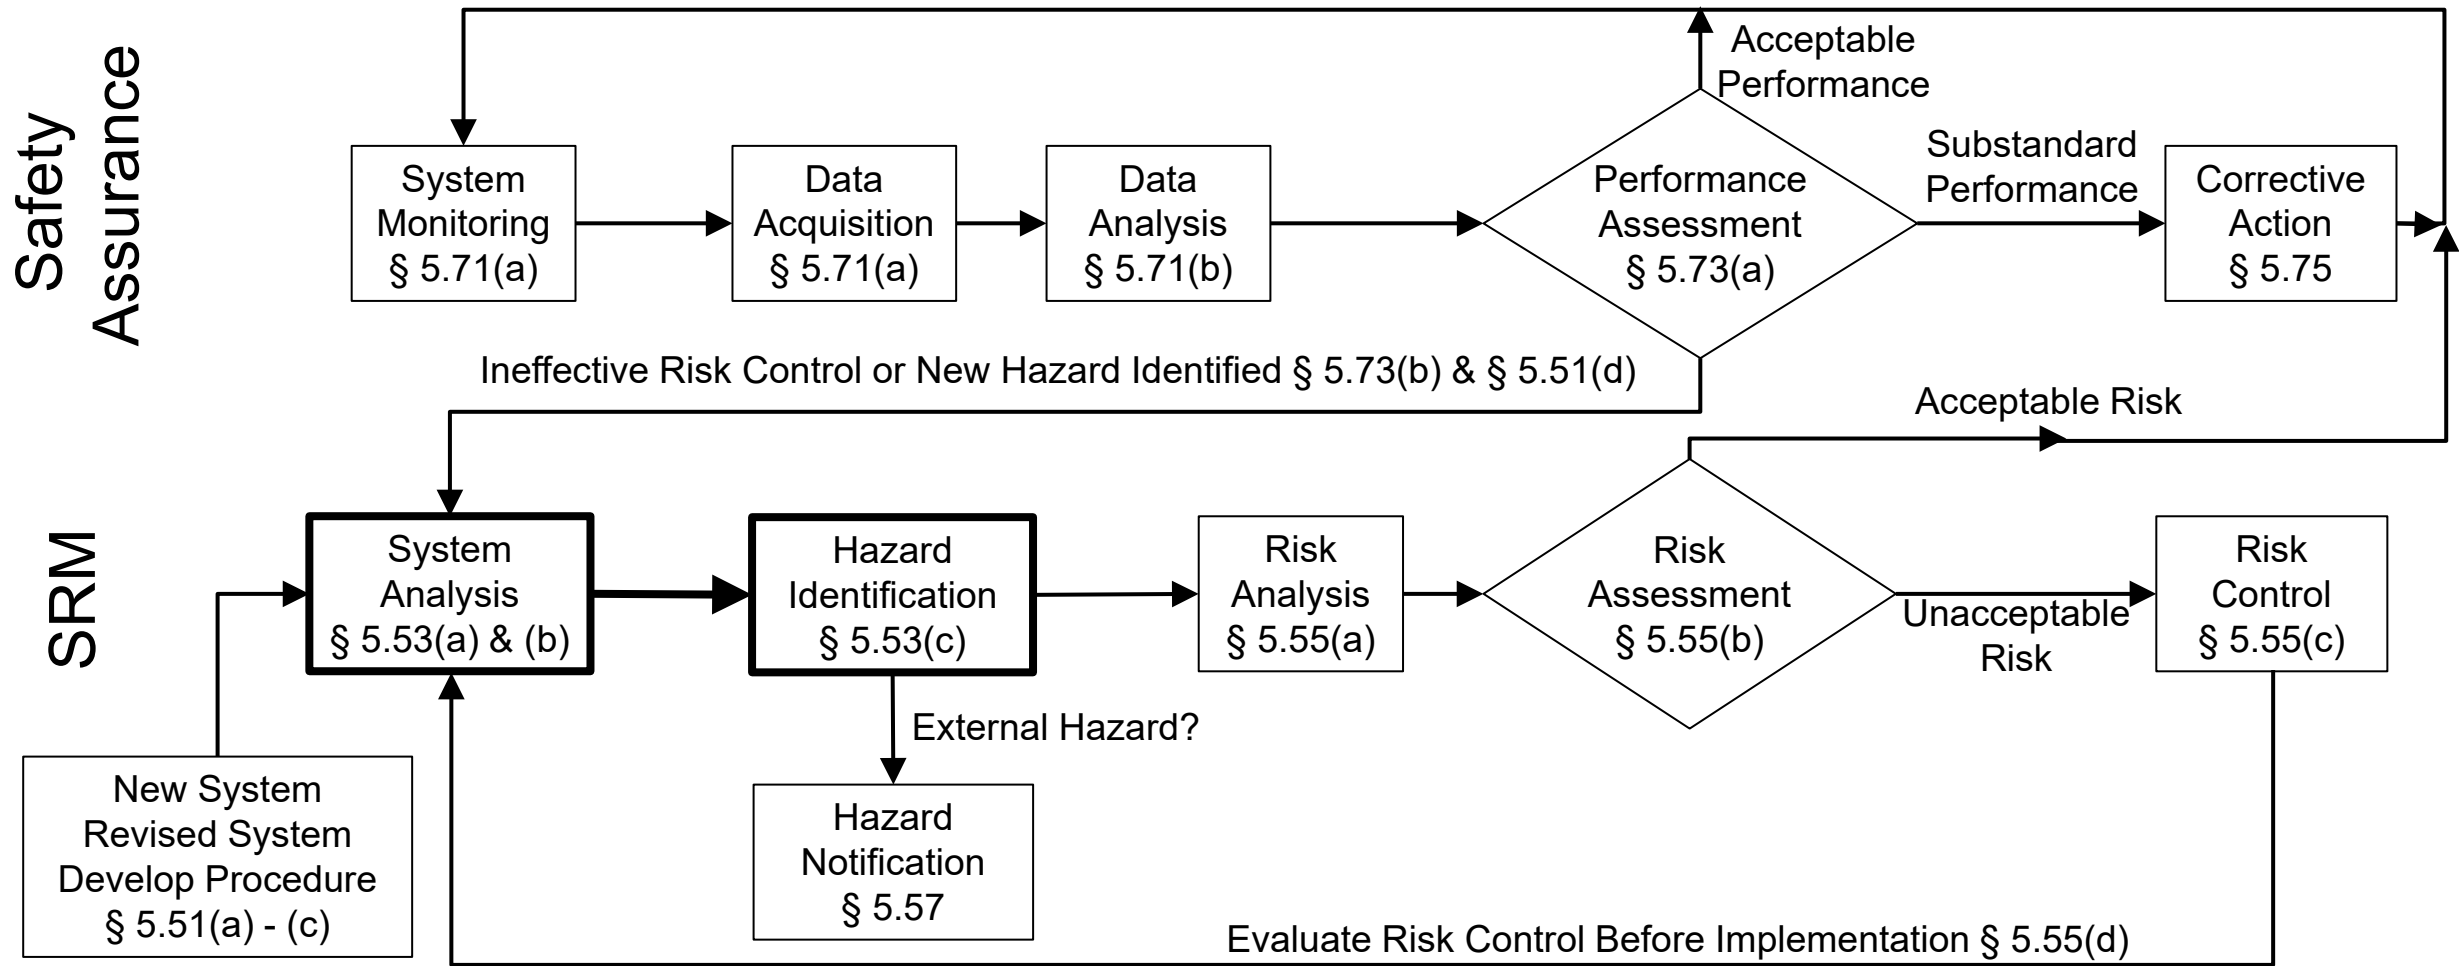 Safety
Assurance
Acceptable
Performance
System
Monitoring
§ 5.71(a)
Data
Acquisition
§ 5.71(a)
Data
Analysis
§ 5.71(b)
Performance
Assessment
§ 5.73(a)
Substandard
Performance
Corrective
Action
§ 5.75
Ineffective Risk Control or New Hazard Identified § 5.73(b) & § 5.51(d)
Acceptable Risk
SRM
System
Analysis
§ 5.53(a) & (b)
Hazard
Identification
§ 5.53(c)
Risk
Analysis
§ 5.55(a)
Risk
Assessment
§ 5.55(b)
Unacceptable
Risk
Risk
Control
§ 5.55(c)
External Hazard?
New System
Revised System
Develop Procedure
§ 5.51(a) - (c)
Hazard
Notification
§ 5.57
Evaluate Risk Control Before Implementation § 5.55(d)